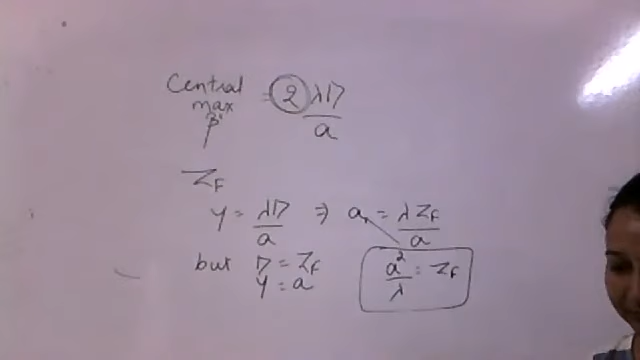 Central max β = 2 λD/a
Z_F
y = λD/a ⇒ a = λ Z_F/a
but D = Z_F
y = a
a²/λ = Z_F